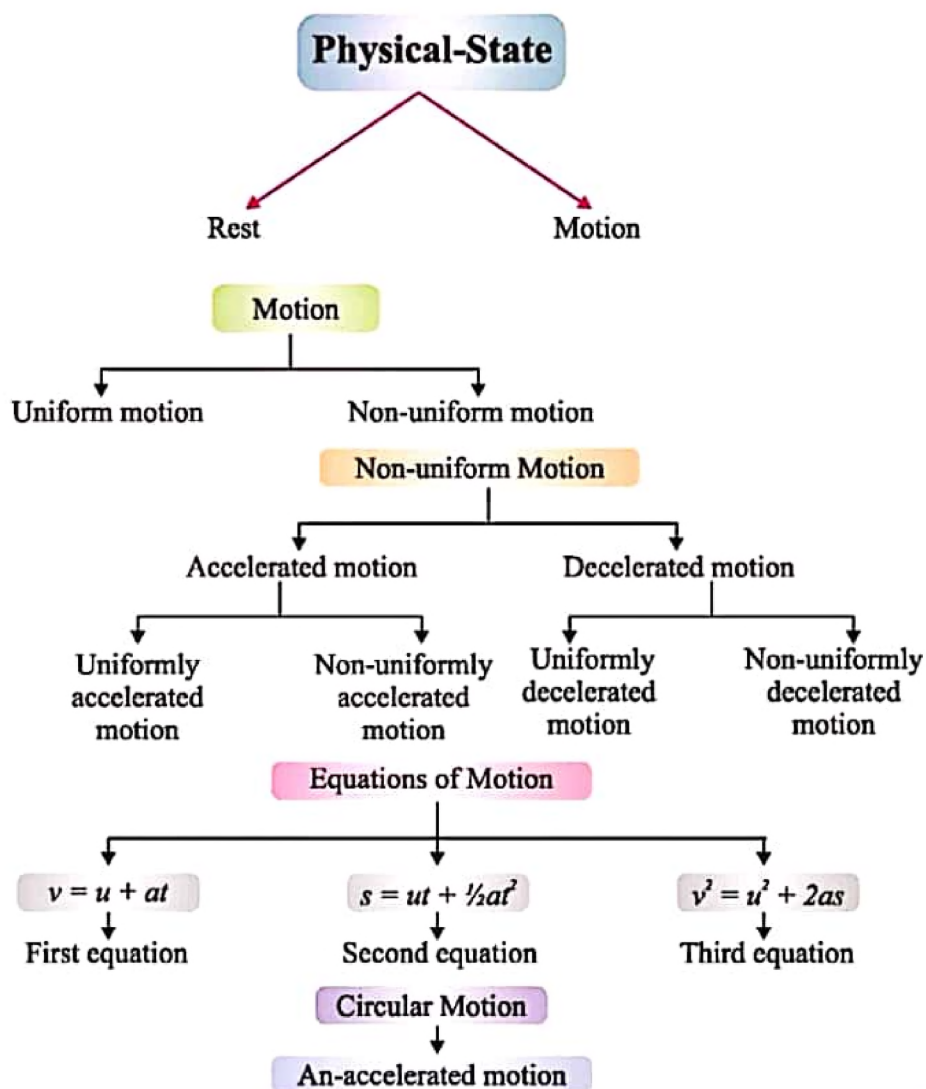 Physical-State
Rest Motion
Motion
Uniform motion Non-uniform motion
Non-uniform Motion
Accelerated motion Decelerated motion
Uniformly accelerated motion
Non-uniformly accelerated motion
Uniformly decelerated motion
Non-uniformly decelerated motion
Equations of Motion
v = u + at s = ut + ½at² v² = u² + 2as
First equation Second equation Third equation
Circular Motion
An-accelerated motion